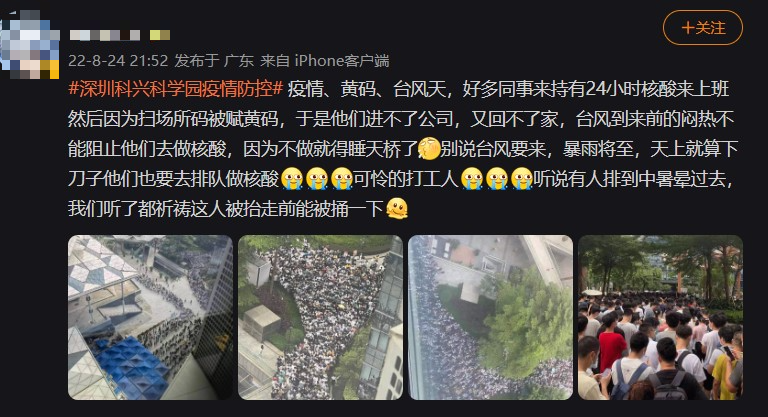 +关注
22-8-24 21:52 发布于 广东 来自 iPhone客户端
#深圳科兴科学园疫情防控# 疫情、黄码、台风天，好多同事来持有24小时核酸来上班
然后因为扫场所码被赋黄码，于是他们进不了公司，又回不了家，台风到来前的闷热不
能阻止他们去做核酸，因为不做就得睡天桥了🤔别说台风要来，暴雨将至，天上就算下
刀子他们也要去排队做核酸😭😭😭可怜的打工人😭😭😭听说有人排到中暑晕过去，
我们听了都祈祷这人被抬走前能被捅一下🫠